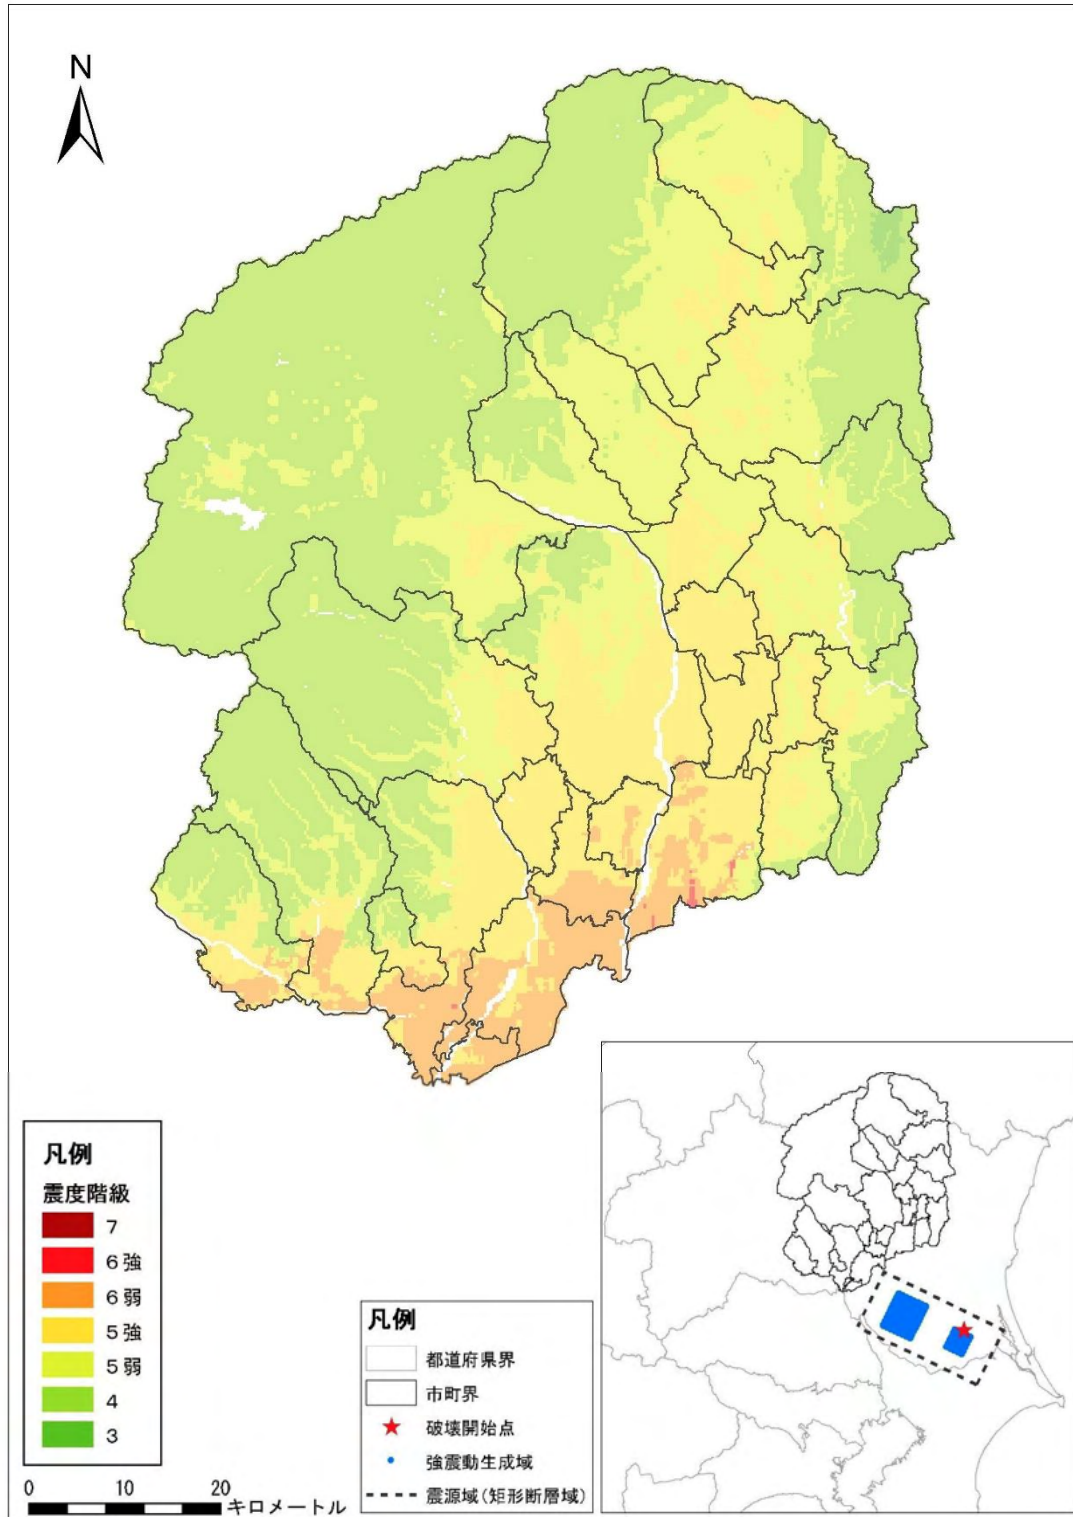 N
凡例
震度階級
7
6強
6弱
5強
5弱
4
3
0 10 20
キロメートル
凡例
都道府県界
市町界
破壊開始点
強震動生成域
震源域(矩形断層域)